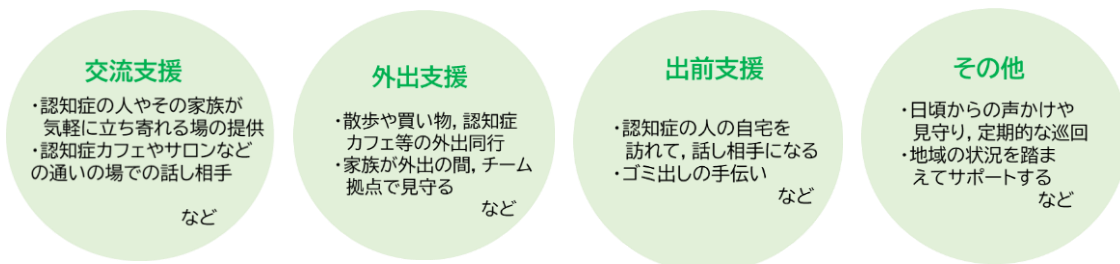 交流支援
・認知症の人やその家族が
気軽に立ち寄れる場の提供
・認知症カフェやサロンなど
の通いの場での話し相手
など
外出支援
・散歩や買い物,認知症
カフェ等の外出同行
・家族が外出の間,チーム
拠点で見守る
など
出前支援
・認知症の人の自宅を
訪れて,話し相手になる
・ゴミ出しの手伝い
など
その他
・日頃からの声かけや
見守り,定期的な巡回
・地域の状況を踏ま
えてサポートする
など